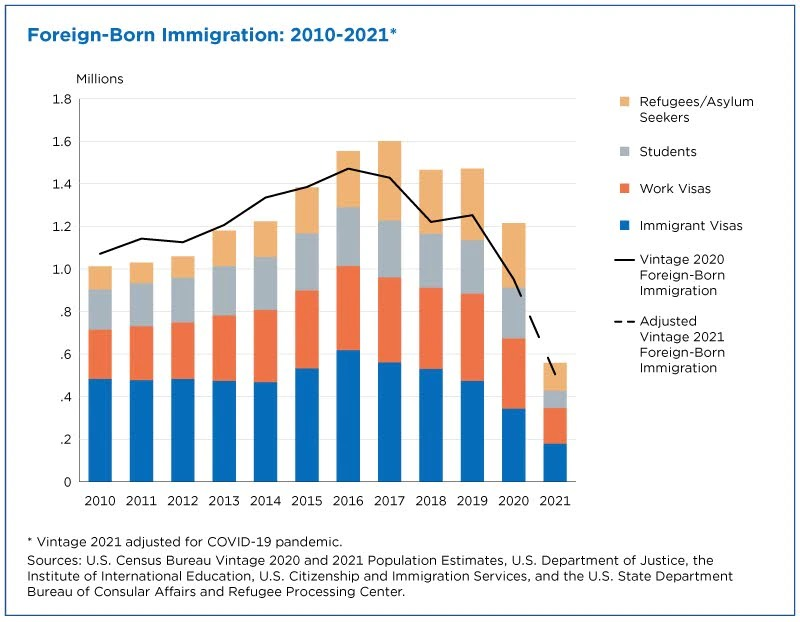 Foreign-Born Immigration: 2010-2021*
Millions
1.8
1.6
1.4
1.2
1.0
.8
.6
.4
.2
0
2010 2011 2012 2013 2014 2015 2016 2017 2018 2019 2020 2021
Refugees/Asylum
Seekers
Students
Work Visas
Immigrant Visas
Vintage 2020
Foreign-Born
Immigration
Adjusted
Vintage 2021
Foreign-Born
Immigration
* Vintage 2021 adjusted for COVID-19 pandemic.
Sources: U.S. Census Bureau Vintage 2020 and 2021 Population Estimates, U.S. Department of Justice, the
Institute of International Education, U.S. Citizenship and Immigration Services, and the U.S. State Department
Bureau of Consular Affairs and Refugee Processing Center.